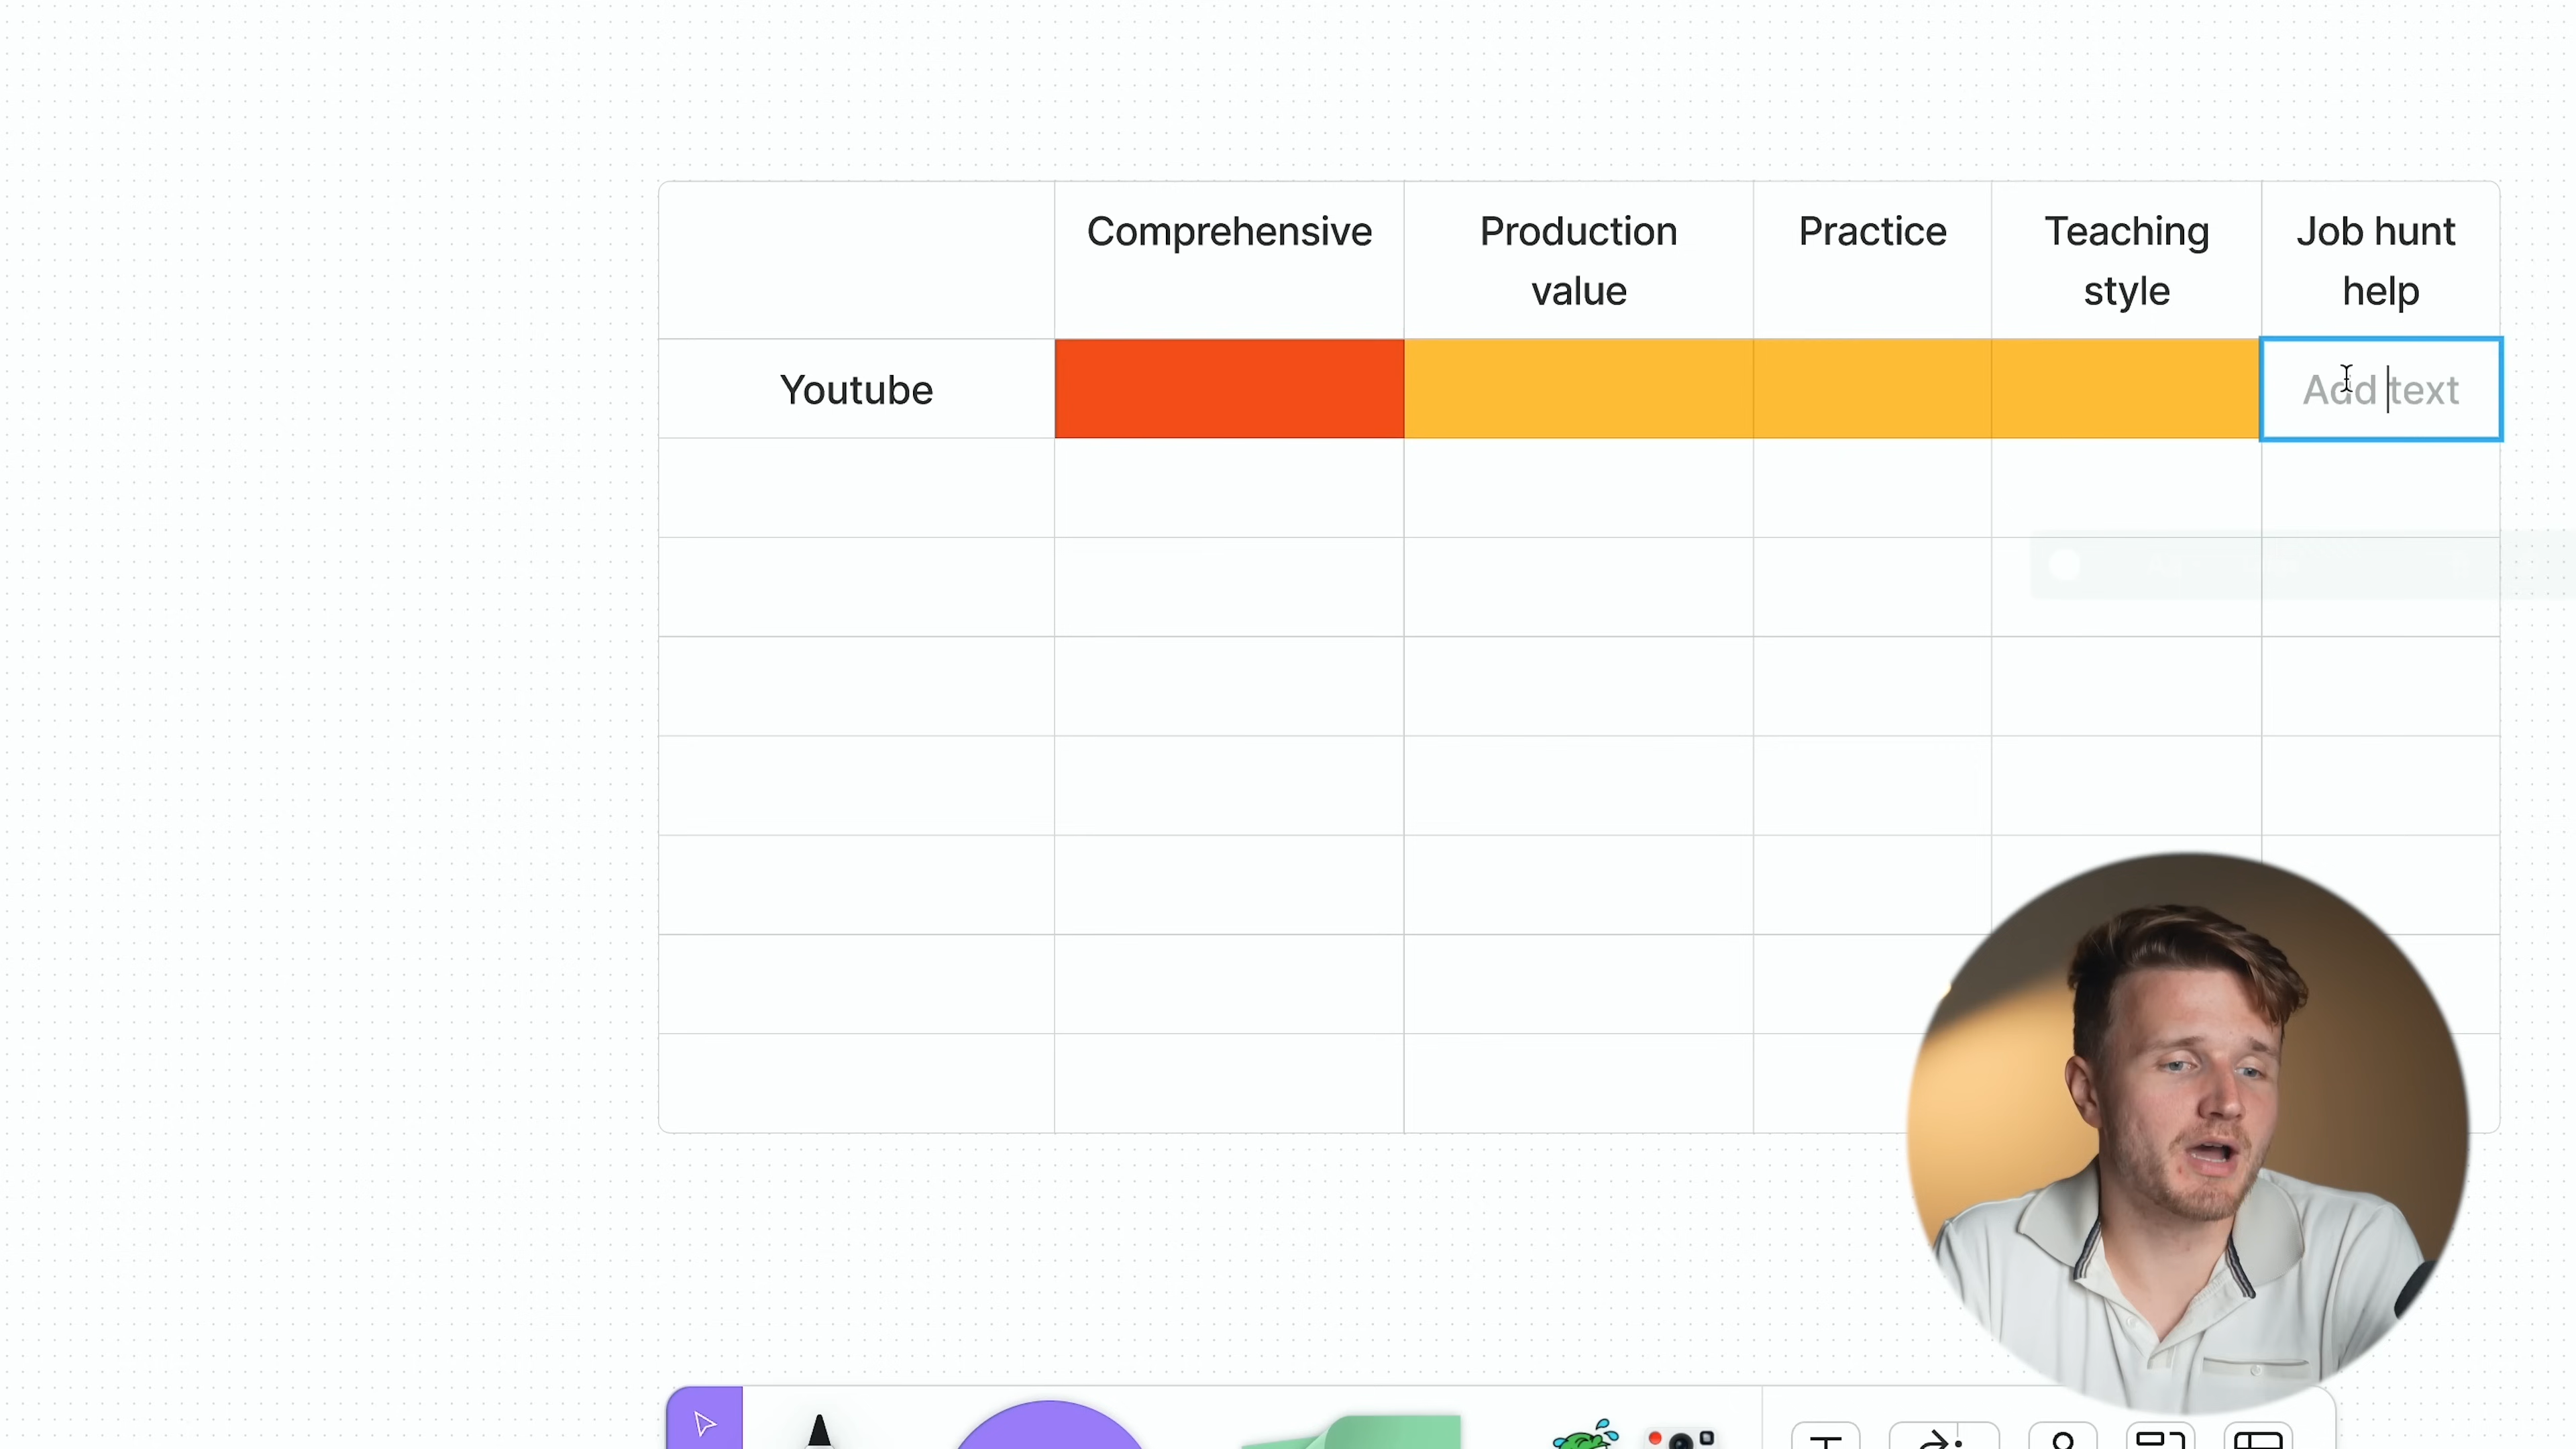 Comprehensive
Production
value
Practice
Teaching
style
Job hunt
help
Youtube
Add text